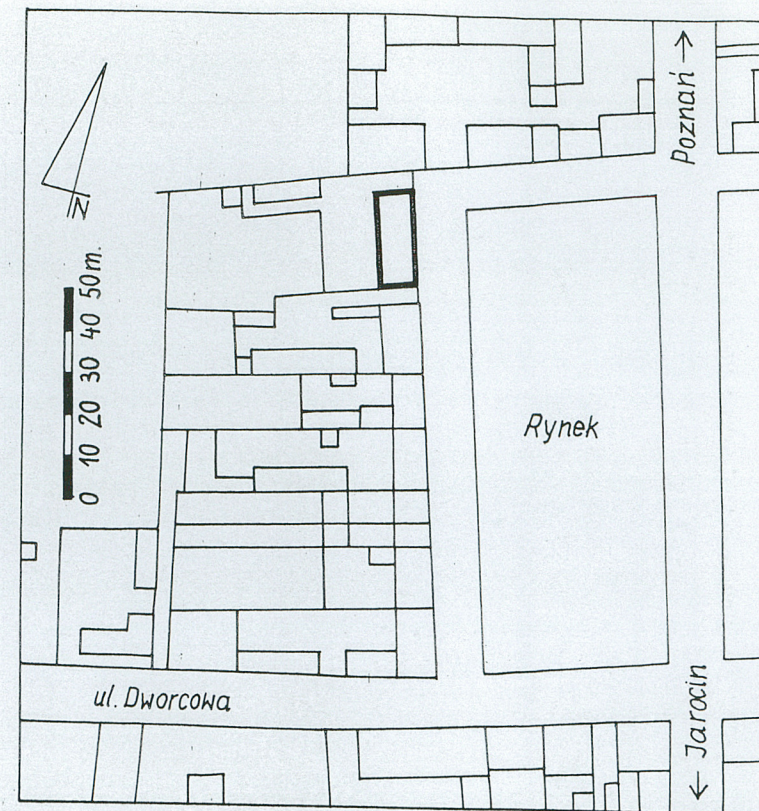 Poznań →
N
0 10 20 30 40 50m.
Rynek
ul. Dworcowa
← Jarocin